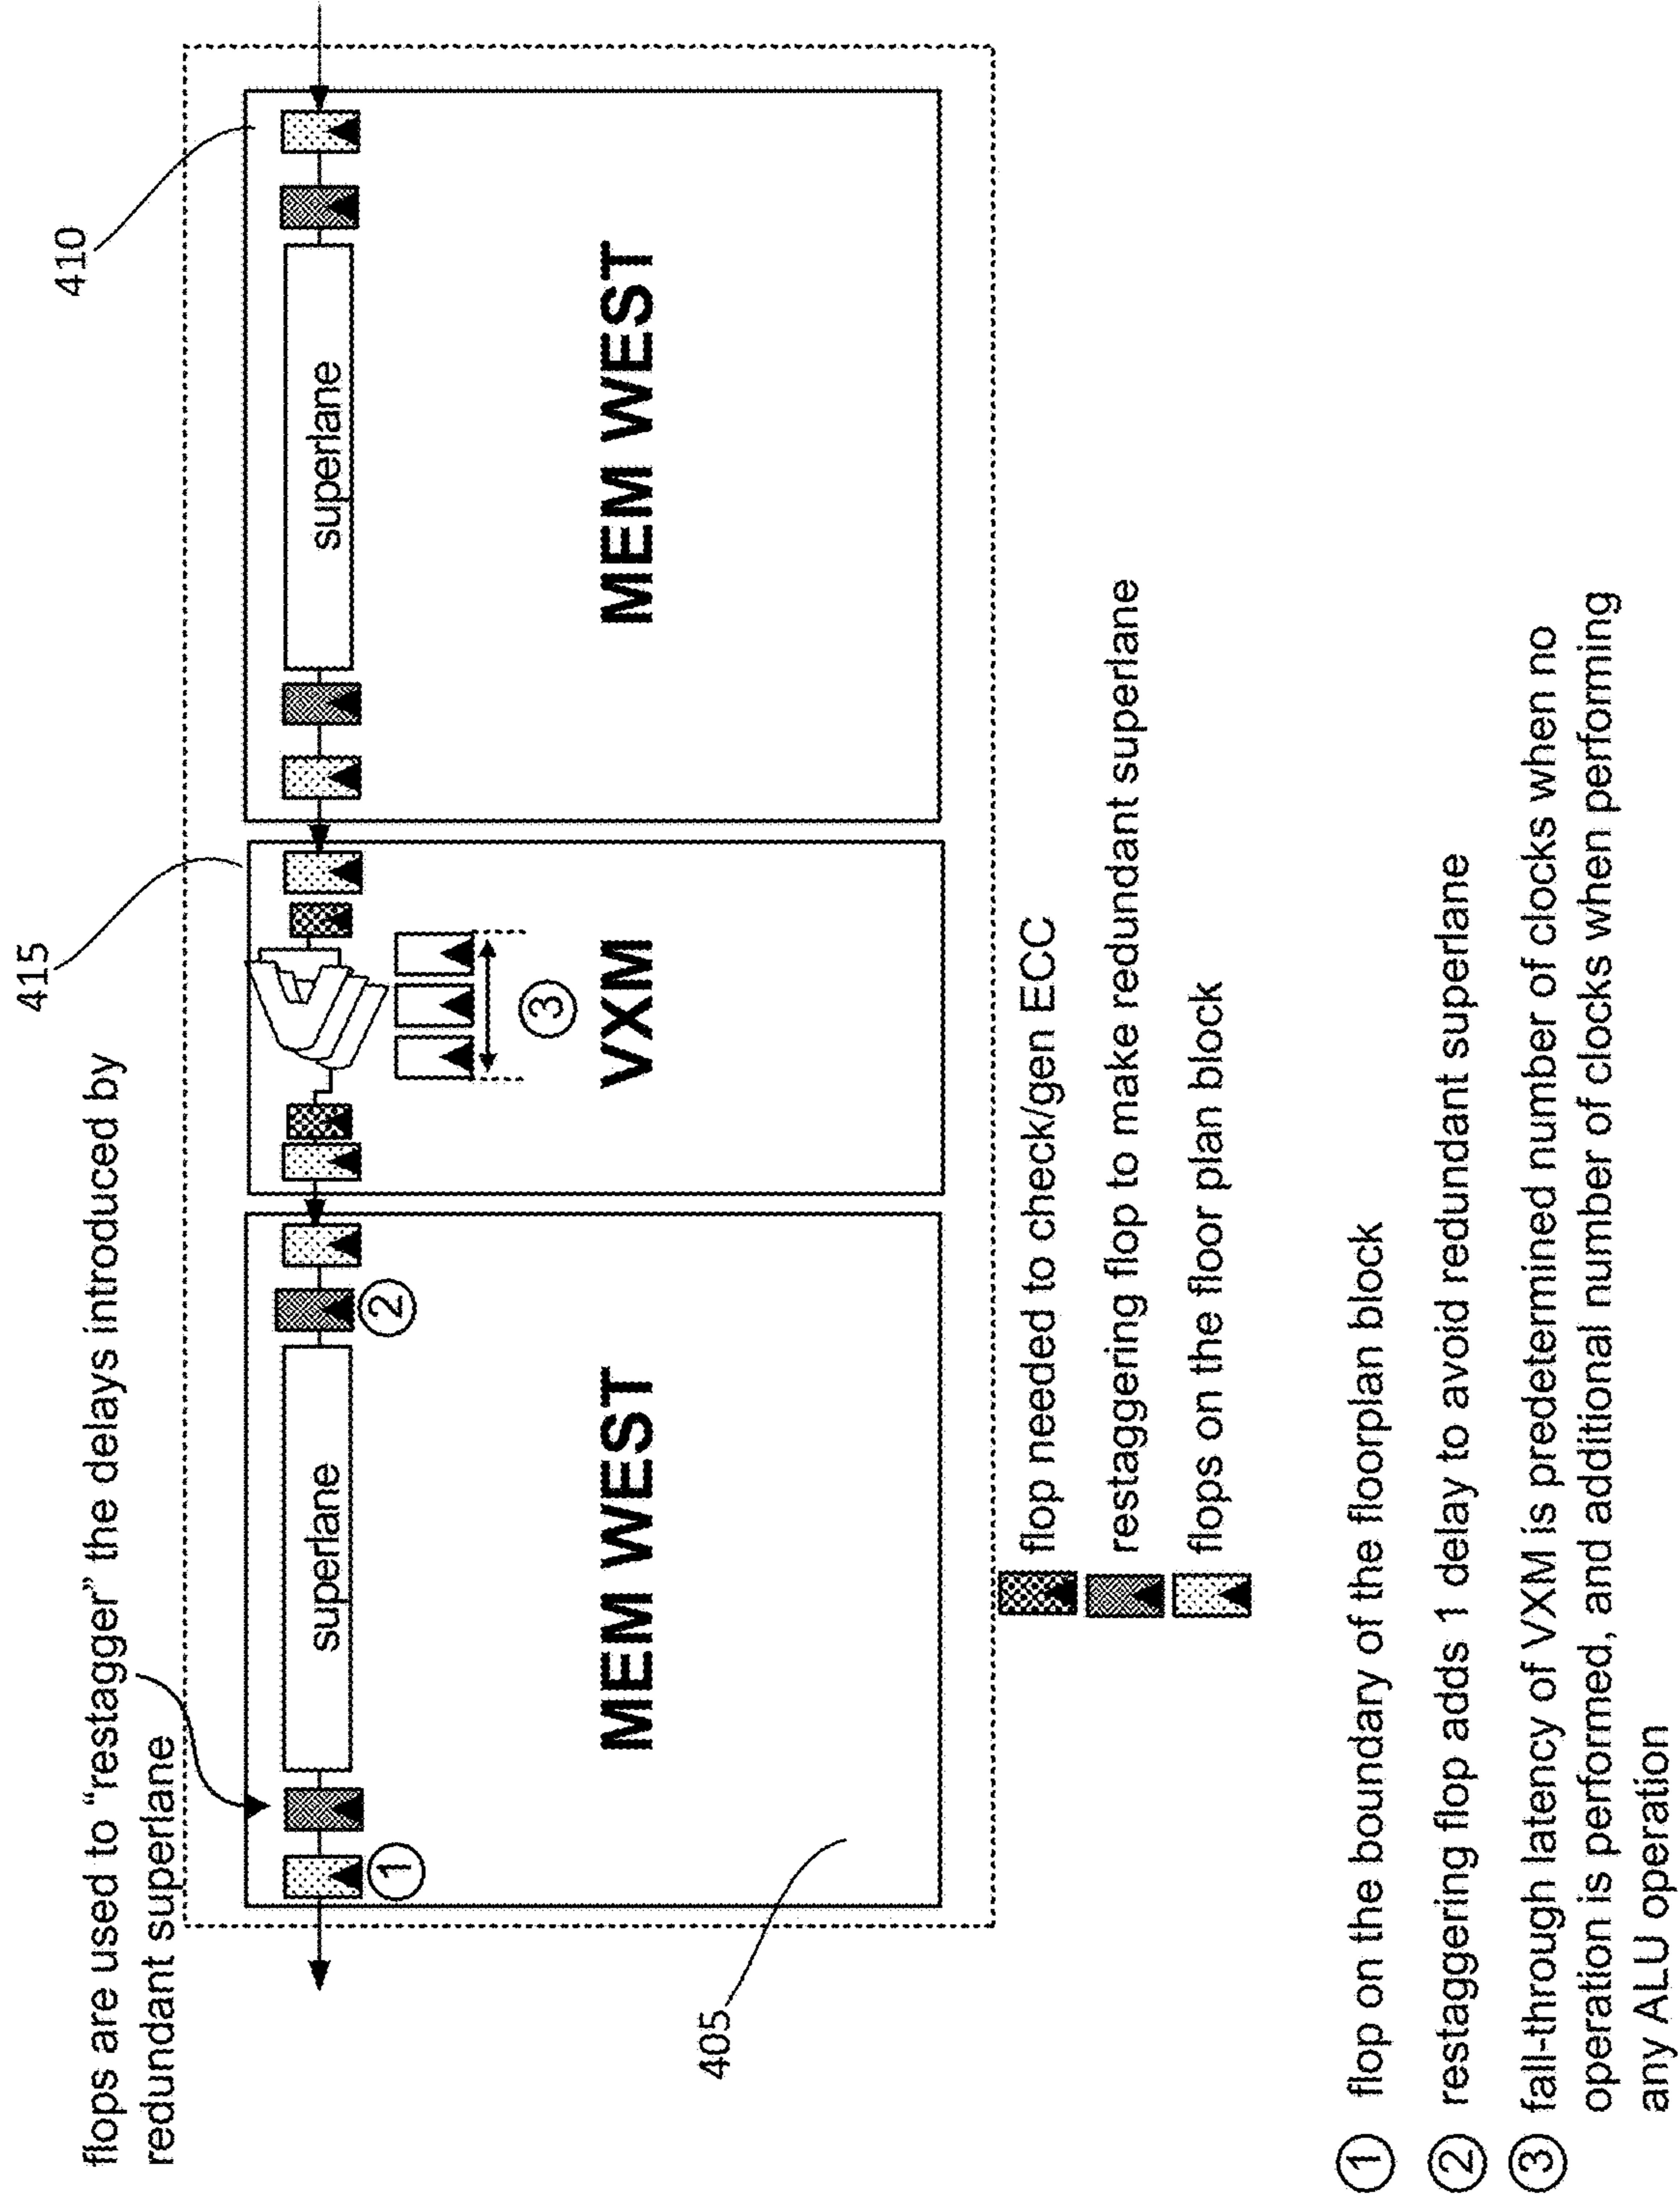 flops are used to “restagger” the delays introduced by
redundant superlane
415
410
superlane
superlane
1
2
3
MEM WEST
VXM
MEM WEST
405
flop needed to check/gen ECC
restaggering flop to make redundant superlane
flops on the floor plan block
1 flop on the boundary of the floorplan block
2 restaggering flop adds 1 delay to avoid redundant superlane
3 fall-through latency of VXM is predetermined number of clocks when no
operation is performed, and additional number of clocks when performing
any ALU operation